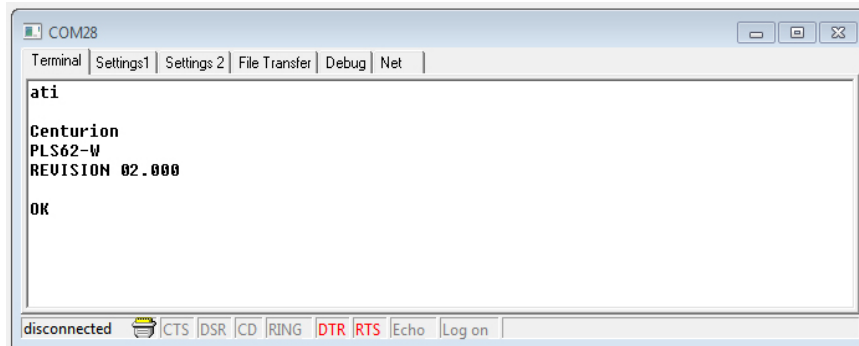 COM28
Terminal Settings1 Settings 2 File Transfer Debug Net
ati
Centurion
PLS62-W
REVISION 02.000
OK
disconnected CTS DSR CD RING DTR RTS Echo Log on